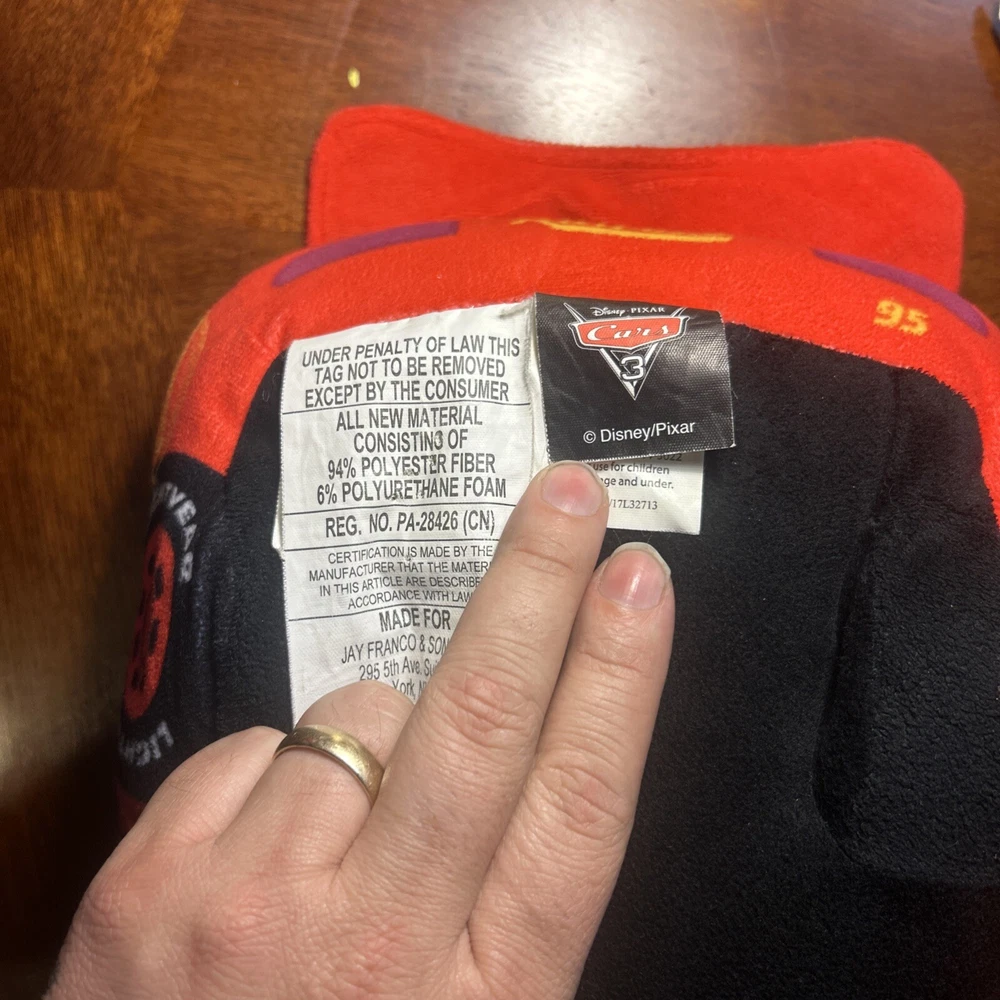 UNDER PENALTY OF LAW THIS
TAG NOT TO BE REMOVED
EXCEPT BY THE CONSUMER
ALL NEW MATERIAL
CONSISTING OF
94% POLYESTER FIBER
6% POLYURETHANE FOAM
REG. NO. PA-28426 (CN)
CERTIFICATION IS MADE BY THE
MANUFACTURER THAT THE
IN THIS ARTICLE ARE
ACCORDANCE WITH LAW
MADE FOR
JAY FRANCO &
295 5th Ave.
York
Disney PIXAR
Cars
3
© Disney/Pixar
use for children
and under.
/17L32713
95